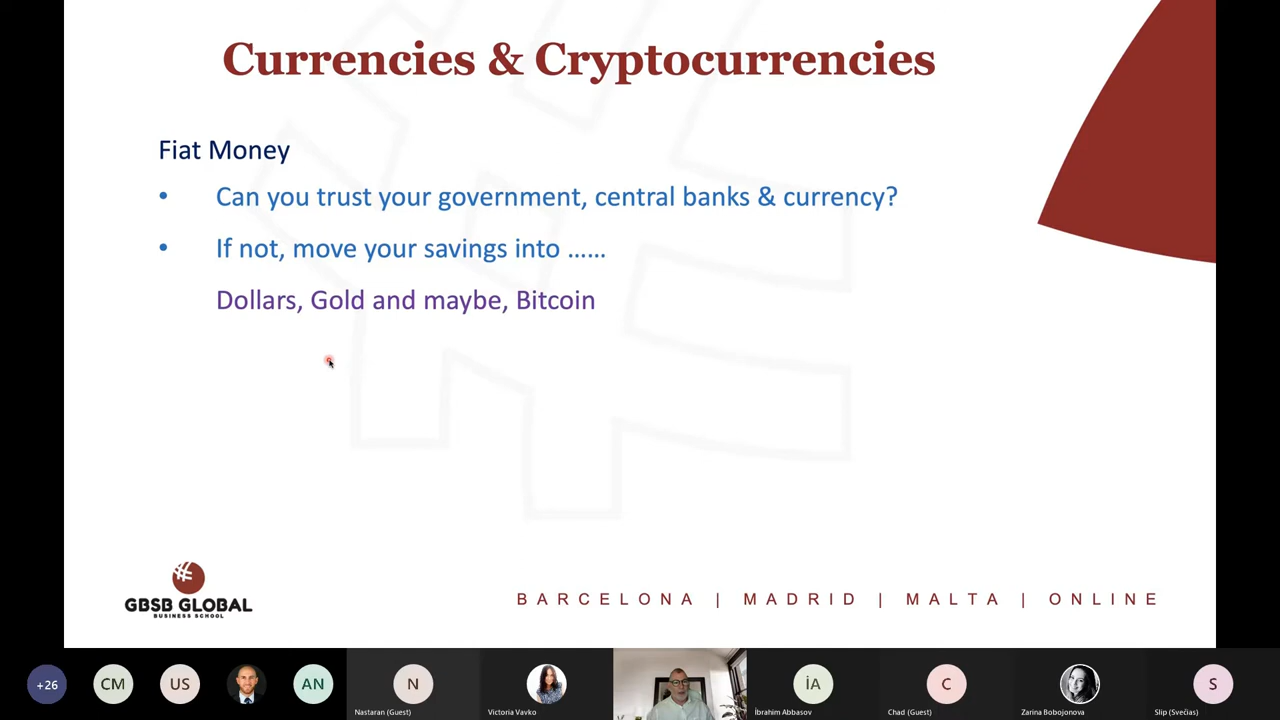 Currencies & Cryptocurrencies
Fiat Money
• Can you trust your government, central banks & currency?
• If not, move your savings into ......
Dollars, Gold and maybe, Bitcoin
GBSB GLOBAL
BUSINESS SCHOOL
BARCELONA | MADRID | MALTA | ONLINE
+26
CM
US
AN
N
İA
C
S
Nastaran (Guest)
Victoria Vavko
İbrahim Abbasov
Chad (Guest)
Zarina Bobojonova
Slip (Svečias)